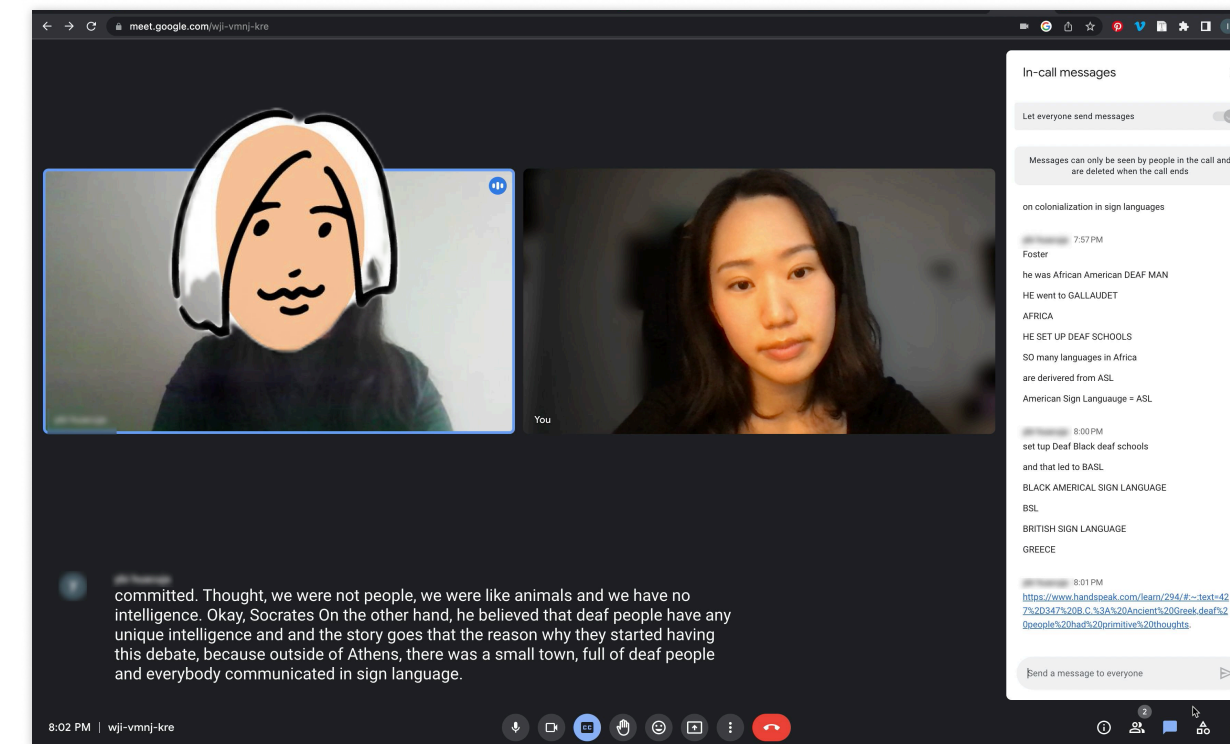 meet.google.com/wji-vmnj-kre
In-call messages
Let everyone send messages
Messages can only be seen by people in the call and
are deleted when the call ends
on colonialization in sign languages
7:57 PM
Foster
he was African American DEAF MAN
HE went to GALLAUDET
AFRICA
HE SET UP DEAF SCHOOLS
SO many languages in Africa
are derivered from ASL
American Sign Languauge = ASL
8:00 PM
set tup Deaf Black deaf schools
and that led to BASL
BLACK AMERICAL SIGN LANGUAGE
BSL
BRITISH SIGN LANGUAGE
GREECE
8:01 PM
https://www.handspeak.com/learn/294/#:~:text=42
7%2D347%20B.C.%3A%20Ancient%20Greek,deaf%2
0people%20had%20primitive%20thoughts.
Send a message to everyone
You
committed. Thought, we were not people, we were like animals and we have no
intelligence. Okay, Socrates On the other hand, he believed that deaf people have any
unique intelligence and and the story goes that the reason why they started having
this debate, because outside of Athens, there was a small town, full of deaf people
and everybody communicated in sign language.
8:02 PM | wji-vmnj-kre
CC
2